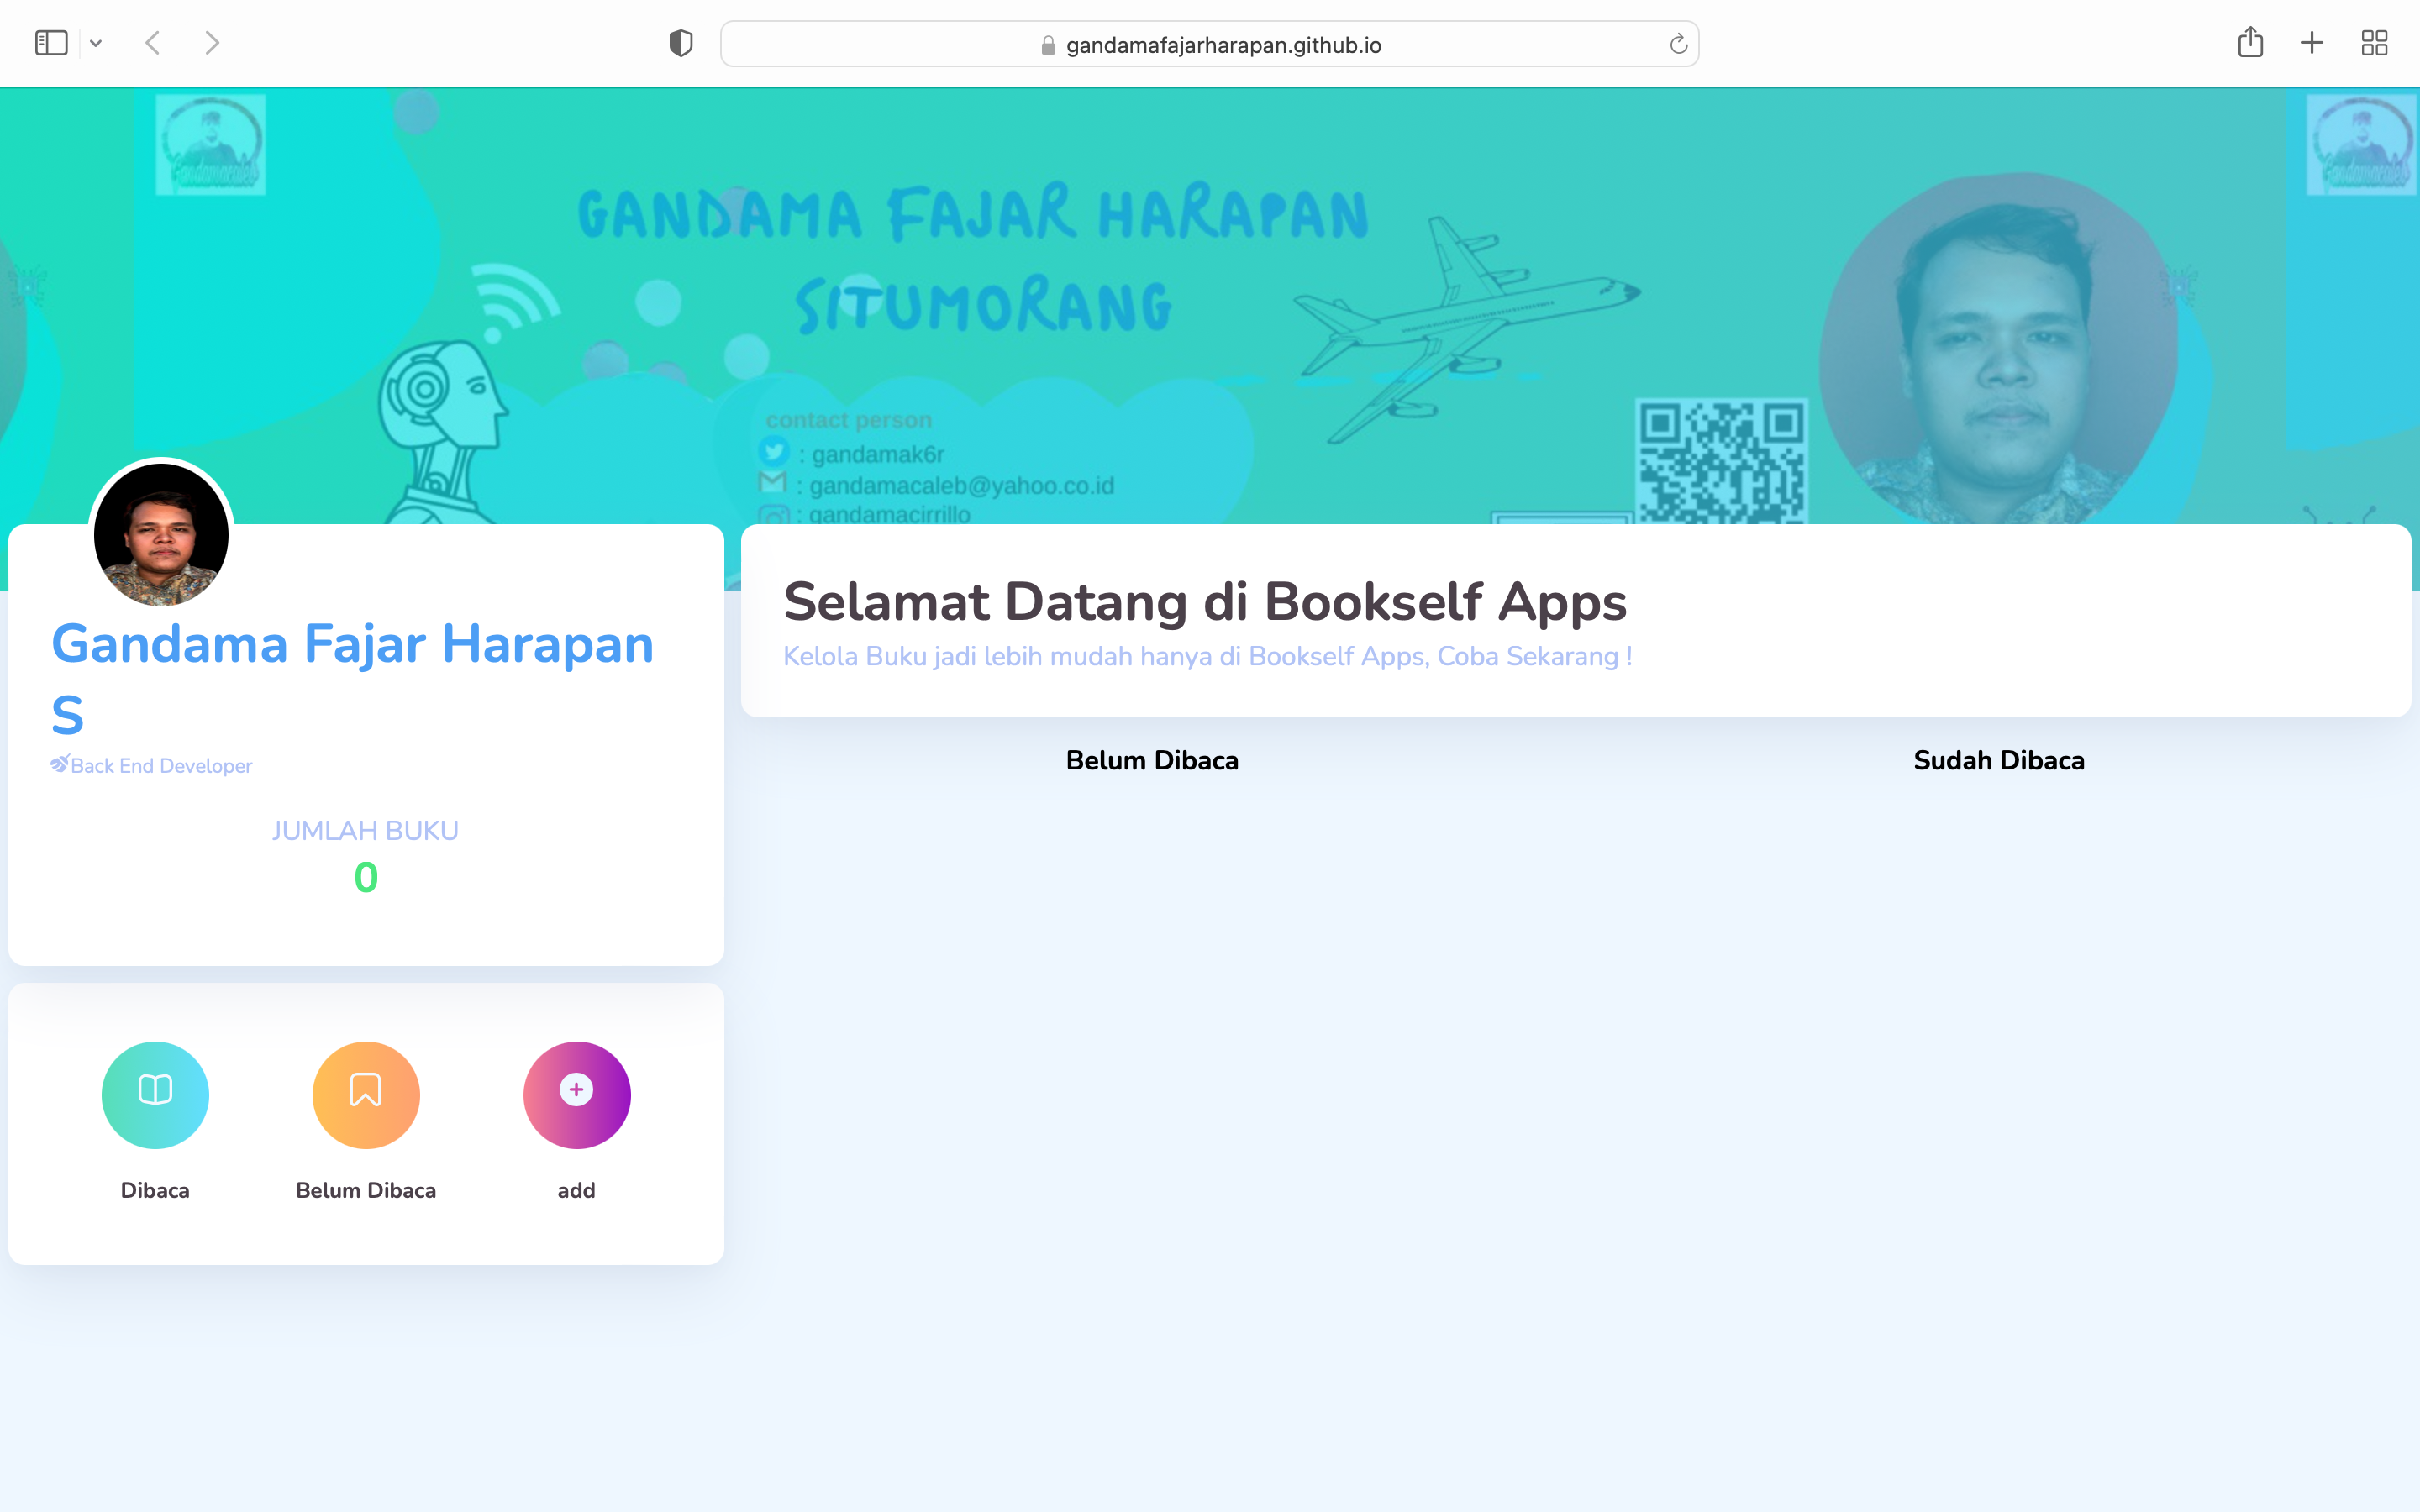 gandamafajarharapan.github.io
Gandamacaleb
Gandamacaleb
GANDAMA FAJAR HARAPAN
SITUMORANG
contact person
: gandamak6r
: gandamacaleb@yahoo.co.id
: gandamacirrillo
Gandama Fajar Harapan
S
Back End Developer
JUMLAH BUKU
0
Dibaca
Belum Dibaca
add
Selamat Datang di Bookself Apps
Kelola Buku jadi lebih mudah hanya di Bookself Apps, Coba Sekarang !
Belum Dibaca
Sudah Dibaca